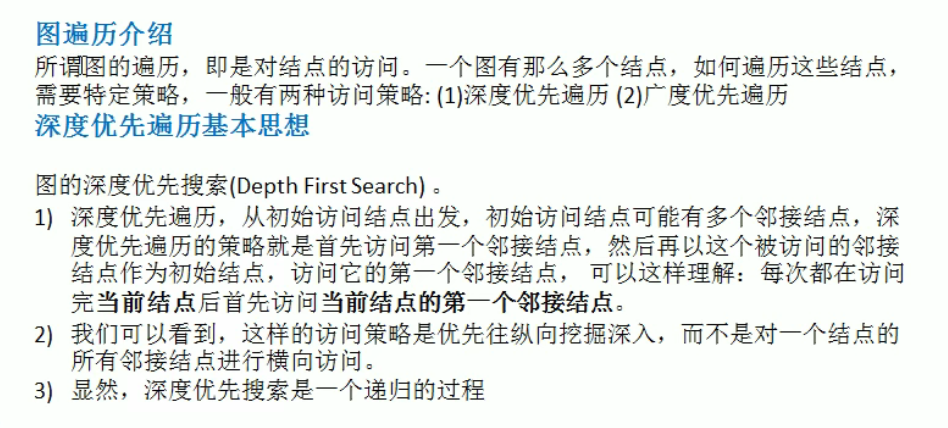 图遍历介绍
所谓图的遍历，即是对结点的访问。一个图有那么多个结点，如何遍历这些结点，
需要特定策略，一般有两种访问策略: (1)深度优先遍历 (2)广度优先遍历
深度优先遍历基本思想
图的深度优先搜索(Depth First Search) 。
1) 深度优先遍历，从初始访问结点出发，初始访问结点可能有多个邻接结点，深
度优先遍历的策略就是首先访问第一个邻接结点，然后再以这个被访问的邻接
结点作为初始结点，访问它的第一个邻接结点， 可以这样理解：每次都在访问
完当前结点后首先访问当前结点的第一个邻接结点。
2) 我们可以看到，这样的访问策略是优先往纵向挖掘深入，而不是对一个结点的
所有邻接结点进行横向访问。
3) 显然，深度优先搜索是一个递归的过程